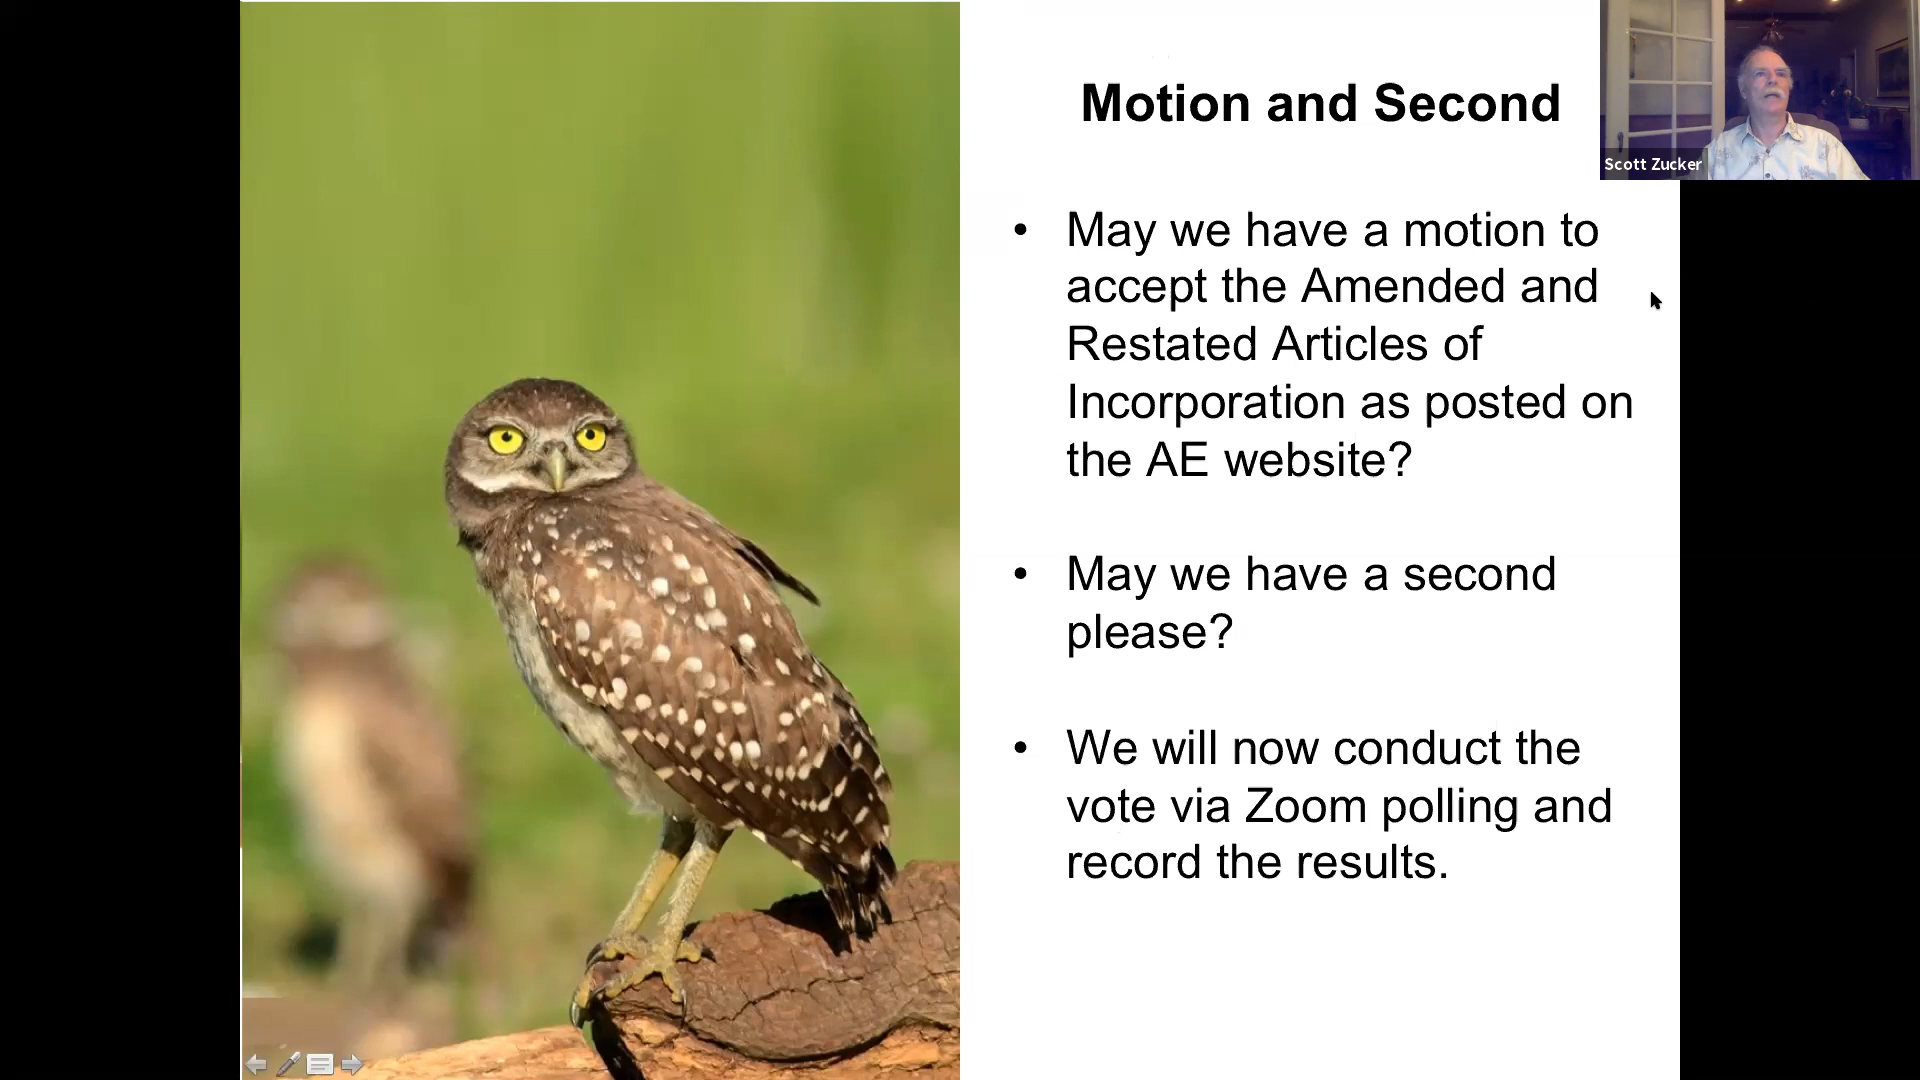 Motion and Second
Scott Zucker
• May we have a motion to
accept the Amended and
Restated Articles of
Incorporation as posted on
the AE website?
• May we have a second
please?
• We will now conduct the
vote via Zoom polling and
record the results.